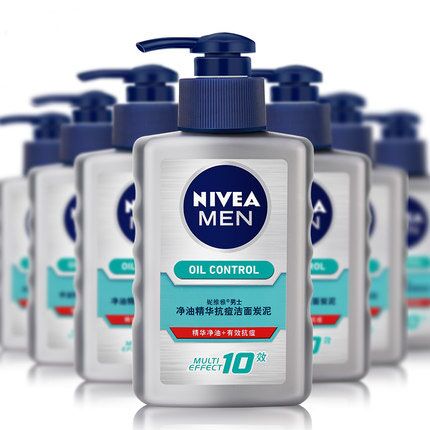 NIVEA
MEN
OIL CONTROL
妮维雅®男士
净油精华抗痘洁面炭泥
精华净油+有效抗痘
MULTI
EFFECT 10效